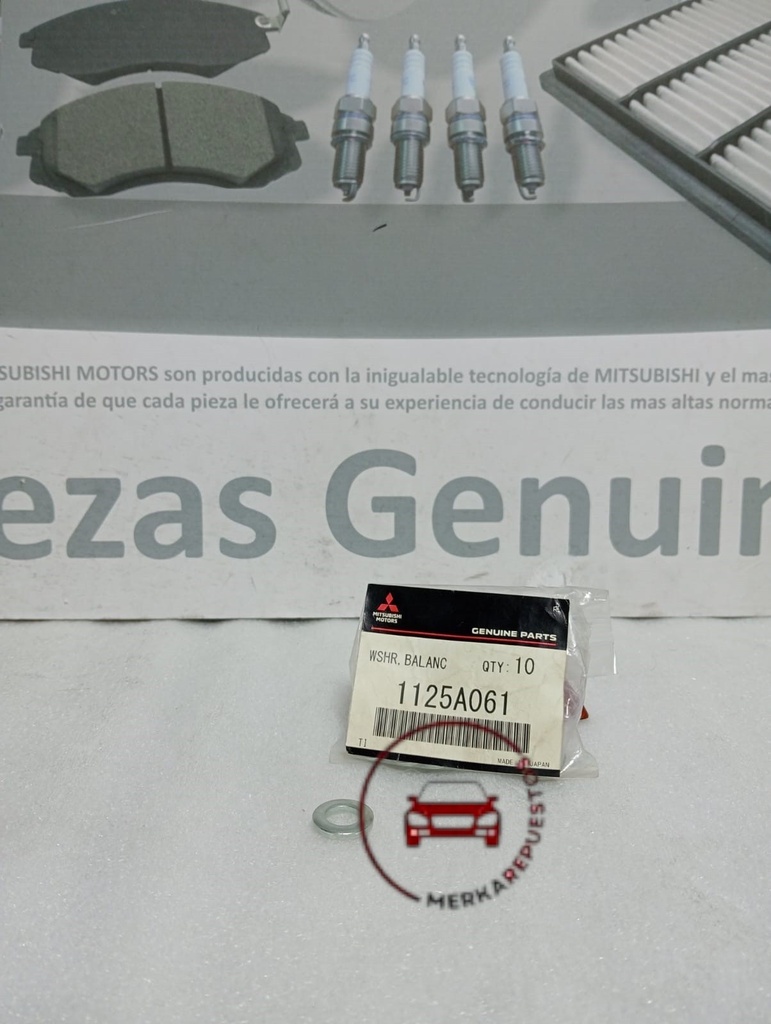 SUBISHI MOTORS son producidas con la inigualable tecnología de MITSUBISHI y el mas
garantía de que cada pieza le ofrecerá a su experiencia de conducir las mas altas norma
ezas Genuin
MITSUBISHI
MOTORS
GENUINE PARTS
WSHR, BALANC QTY: 10
1125A061
TI
MADE JAPAN
MERKAREPUESTOS